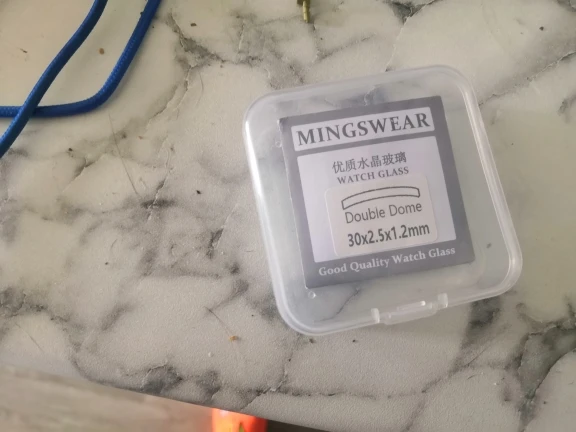 MINGSWEAR
优质水晶玻璃
WATCH GLASS
Double Dome
30x2.5x1.2mm
Good Quality Watch Glass